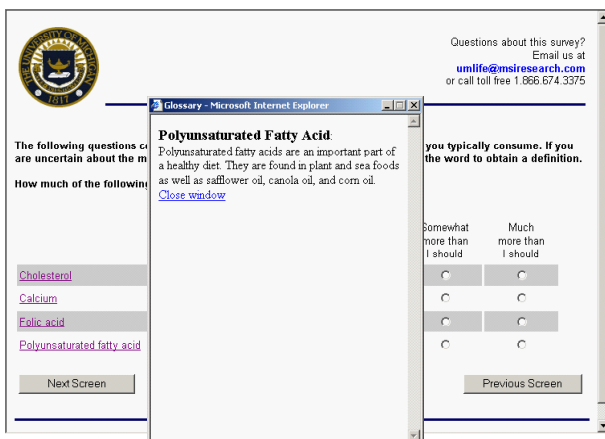 THE UNIVERSITY OF MICHIGAN
1817
Questions about this survey?
Email us at
umlife@msiresearch.com
or call toll free 1.866.674.3375
Glossary - Microsoft Internet Explorer
Polyunsaturated Fatty Acid:
Polyunsaturated fatty acids are an important part of
a healthy diet. They are found in plant and sea foods
as well as safflower oil, canola oil, and corn oil.
Close window
The following questions you typically consume. If you
are uncertain about the the word to obtain a definition.
How much of the following
Somewhat
more than
I should
Much
more than
I should
Cholesterol
Calcium
Folic acid
Polyunsaturated fatty acid
Next Screen
Previous Screen